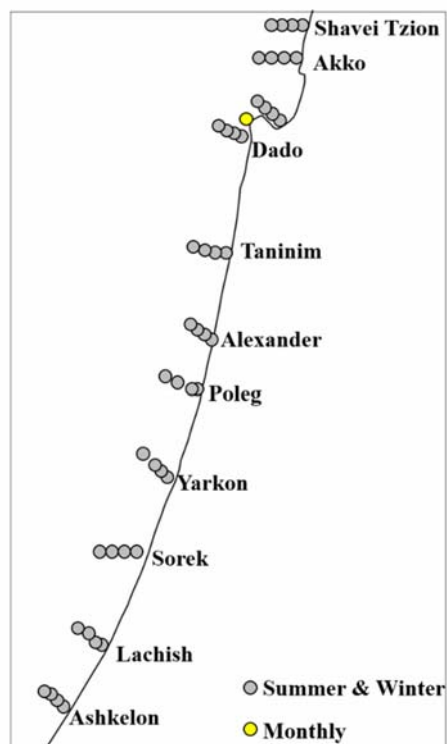 Shavei Tzion
Akko
Dado
Taninim
Alexander
Poleg
Yarkon
Sorek
Lachish
Summer & Winter
Ashkelon
Monthly